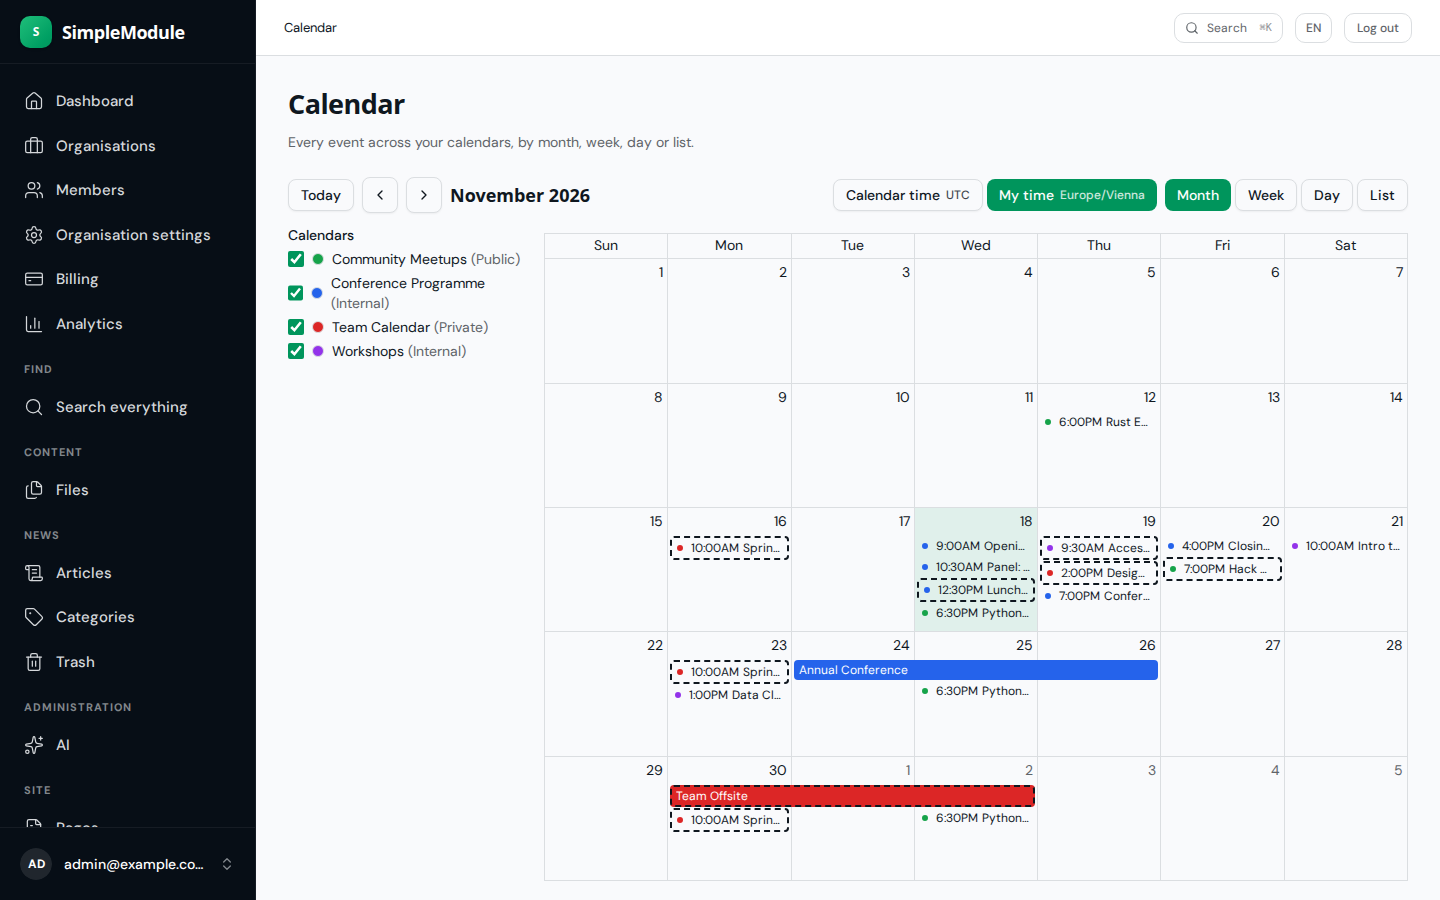 S SimpleModule
Dashboard
Organisations
Members
Organisation settings
Billing
Analytics
FIND
Search everything
CONTENT
Files
NEWS
Articles
Categories
Trash
ADMINISTRATION
AI
SITE
AD admin@example.co...
Calendar
Search ⌘K EN Log out
Calendar
Every event across your calendars, by month, week, day or list.
Today November 2026 Calendar time UTC My time Europe/Vienna Month Week Day List
Calendars
Community Meetups (Public)
Conference Programme
(Internal)
Team Calendar (Private)
Workshops (Internal)
Sun Mon Tue Wed Thu Fri Sat
1 2 3 4 5 6 7
8 9 10 11 12 13 14
6:00PM Rust E...
15 16 17 18 19 20 21
10:00AM Sprin...
9:00AM Openi...
10:30AM Panel: ...
12:30PM Lunch...
6:30PM Python...
9:30AM Acces...
2:00PM Desig...
7:00PM Confer...
4:00PM Closin...
7:00PM Hack ...
10:00AM Intro t...
22 23 24 25 26 27 28
10:00AM Sprin...
1:00PM Data Cl...
Annual Conference
6:30PM Python...
29 30 1 2 3 4 5
Team Offsite
10:00AM Sprin...
6:30PM Python...